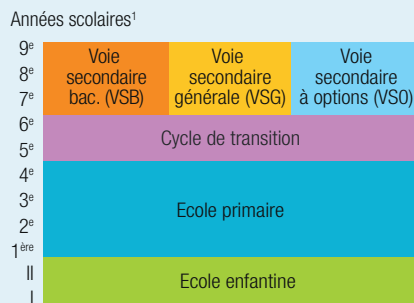 Années scolaires¹
9e
8e
7e
6e
5e
4e
3e
2e
1ère
II
I
Voie
secondaire
bac. (VSB)
Voie
secondaire
générale (VSG)
Voie
secondaire
à options (VSO)
Cycle de transition
Ecole primaire
Ecole enfantine